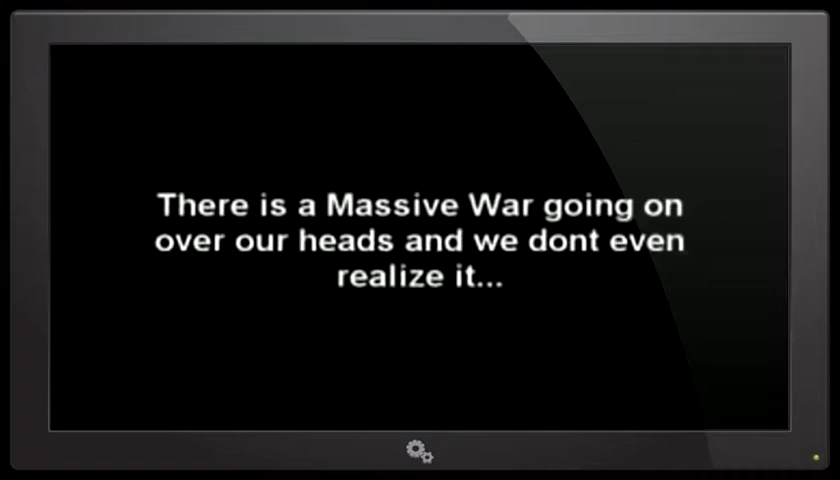 There is a Massive War going on
over our heads and we dont even
realize it...